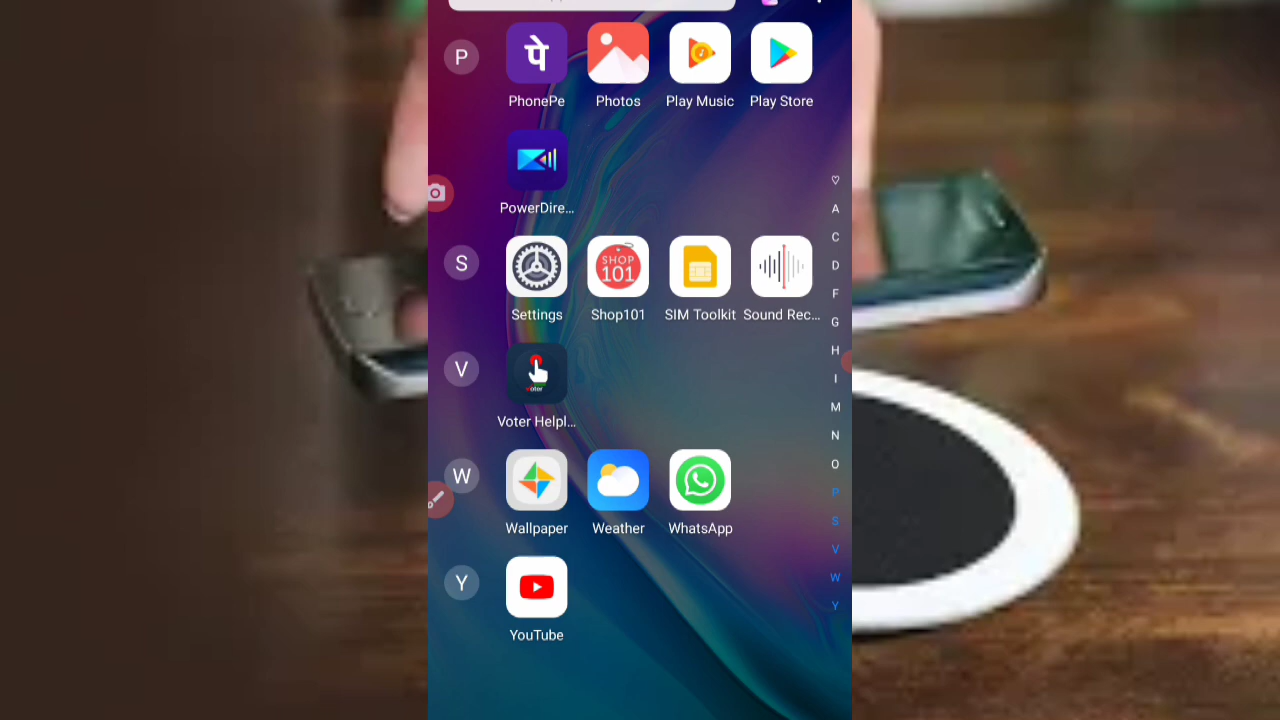 P
पे
PhonePe Photos Play Music Play Store
PowerDire...
S
SHOP
101
Settings Shop101 SIM Toolkit Sound Rec...
V
voter
Voter Helpl...
W
Wallpaper Weather WhatsApp
Y
YouTube
♡
A
C
D
F
G
H
I
M
N
O
P
S
V
W
Y